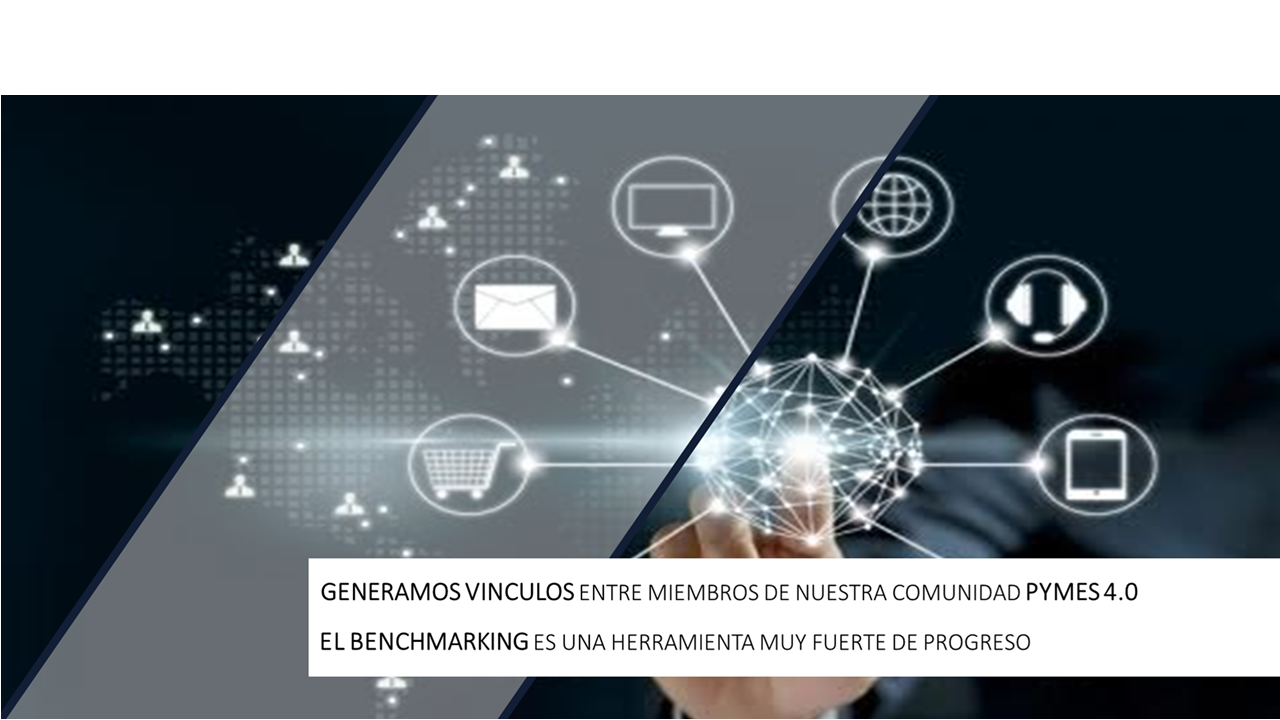 GENERAMOS VINCULOS ENTRE MIEMBROS DE NUESTRA COMUNIDAD PYMES 4.0
EL BENCHMARKING ES UNA HERRAMIENTA MUY FUERTE DE PROGRESO